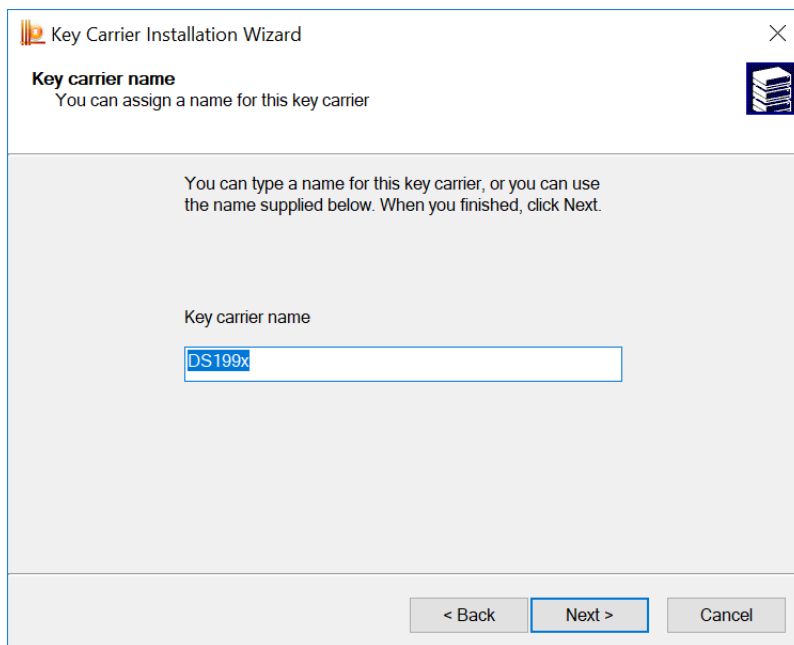 Key Carrier Installation Wizard
Key carrier name
You can assign a name for this key carrier
You can type a name for this key carrier, or you can use
the name supplied below. When you finished, click Next.
Key carrier name
DS199x
< Back
Next >
Cancel